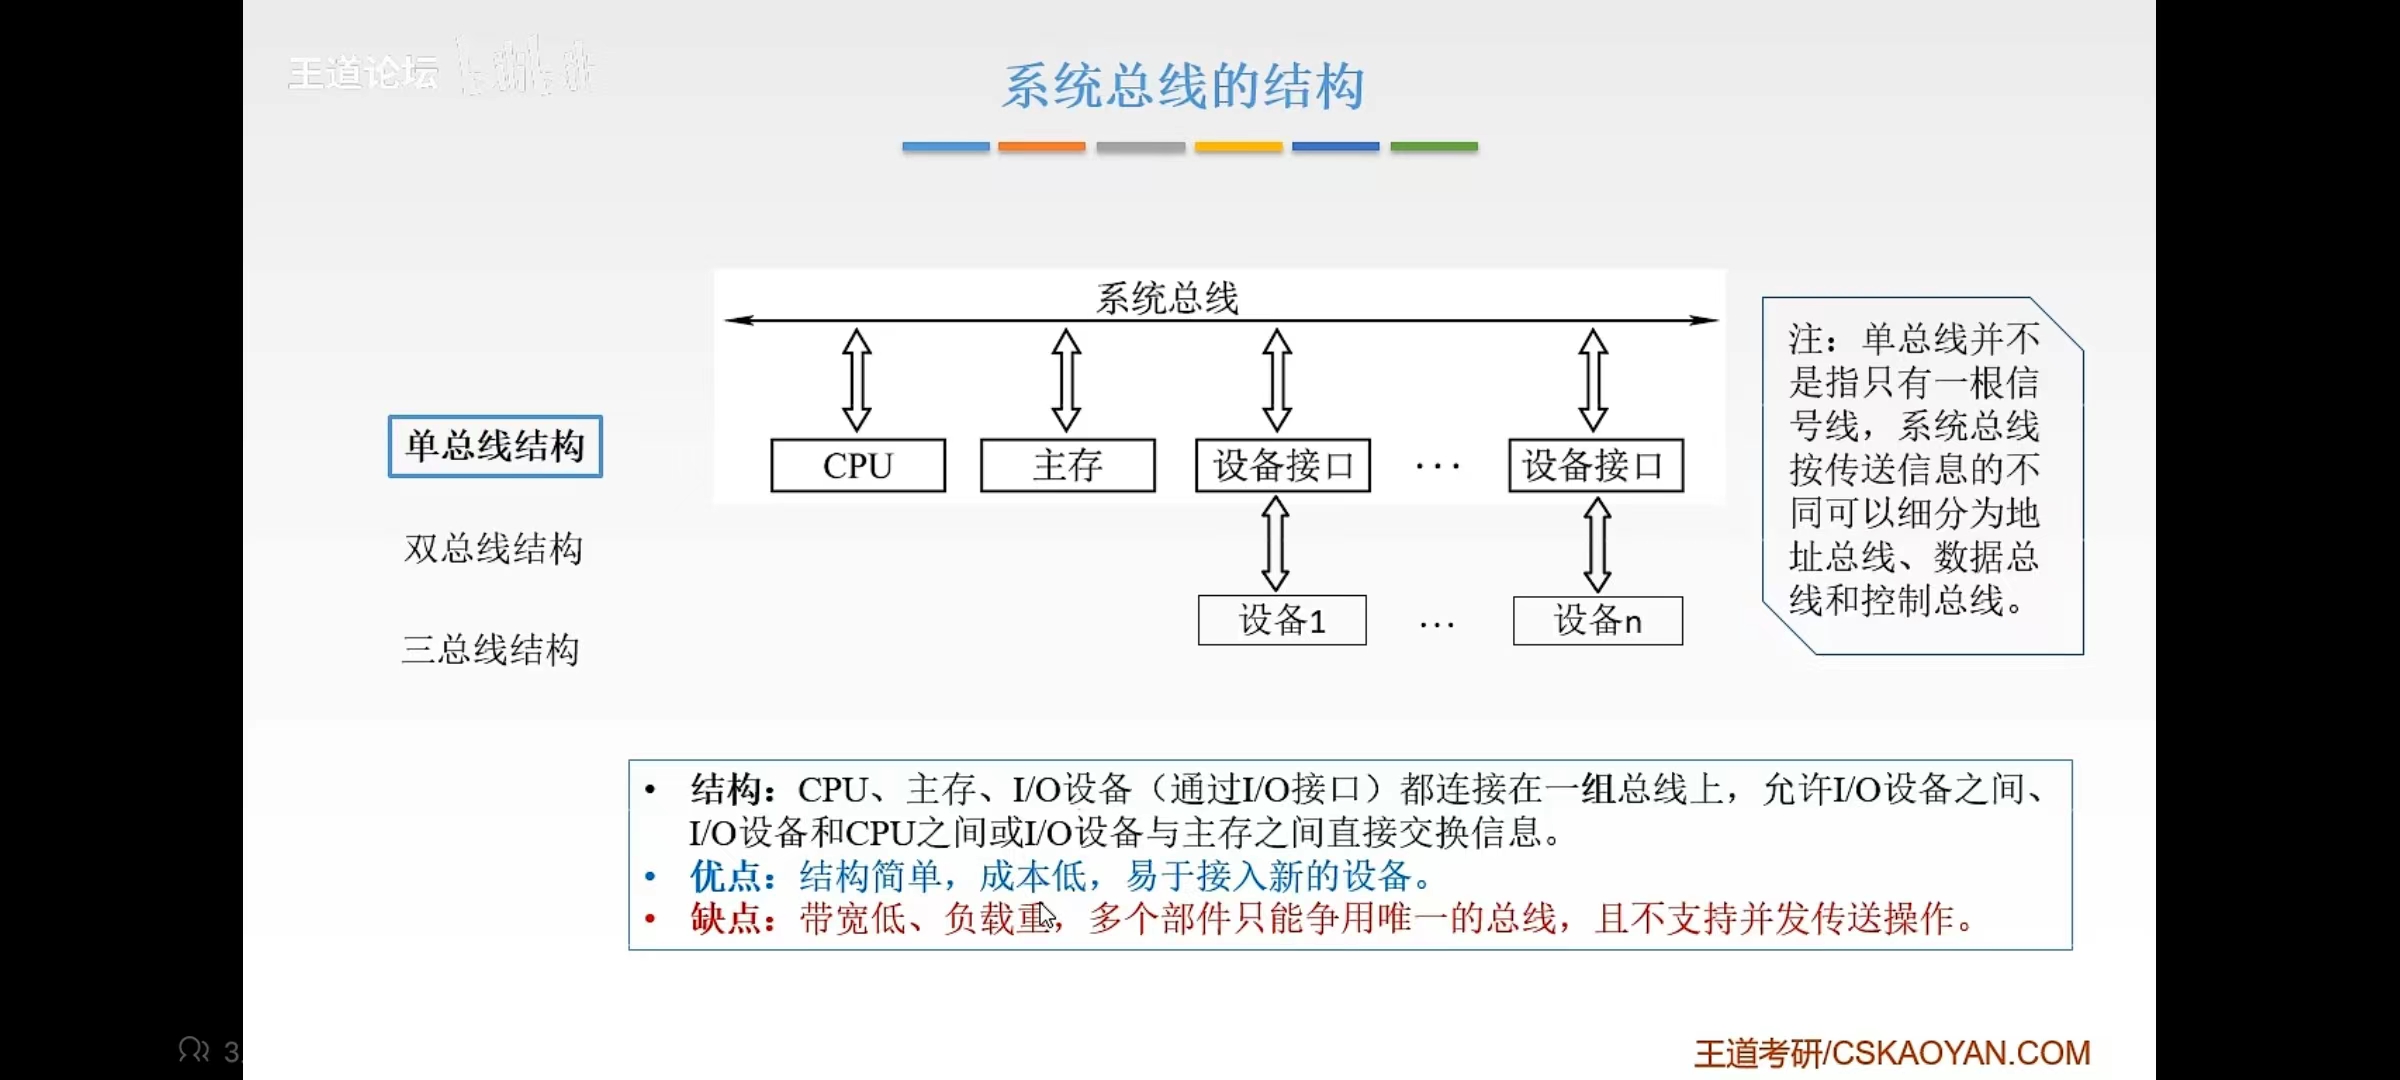 王道论坛
系统总线的结构
系统总线
CPU
主存
设备接口
···
设备接口
设备1
···
设备n
单总线结构
双总线结构
三总线结构
注：单总线并不
是指只有一根信
号线，系统总线
按传送信息的不
同可以细分为地
址总线、数据总
线和控制总线。
• 结构：CPU、主存、I/O设备（通过I/O接口）都连接在一组总线上，允许I/O设备之间、
I/O设备和CPU之间或I/O设备与主存之间直接交换信息。
• 优点：结构简单，成本低，易于接入新的设备。
• 缺点：带宽低、负载重，多个部件只能争用唯一的总线，且不支持并发传送操作。
3
王道考研/CSKAOYAN.COM